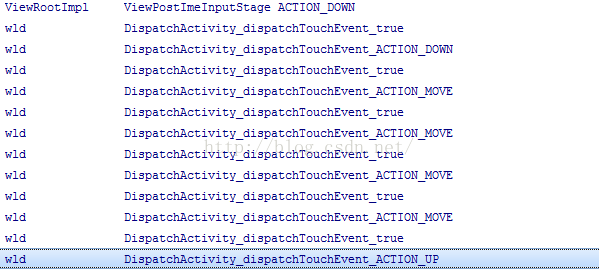 ViewRootImpl ViewPostImeInputStage ACTION_DOWN
wld DispatchActivity_dispatchTouchEvent_true
wld DispatchActivity_dispatchTouchEvent_ACTION_DOWN
wld DispatchActivity_dispatchTouchEvent_true
wld DispatchActivity_dispatchTouchEvent_ACTION_MOVE
wld DispatchActivity_dispatchTouchEvent_true
wld DispatchActivity_dispatchTouchEvent_ACTION_MOVE
http://blog.csdn.net/
wld DispatchActivity_dispatchTouchEvent_true
wld DispatchActivity_dispatchTouchEvent_ACTION_MOVE
wld DispatchActivity_dispatchTouchEvent_true
wld DispatchActivity_dispatchTouchEvent_ACTION_MOVE
wld DispatchActivity_dispatchTouchEvent_true
wld DispatchActivity_dispatchTouchEvent_ACTION_UP